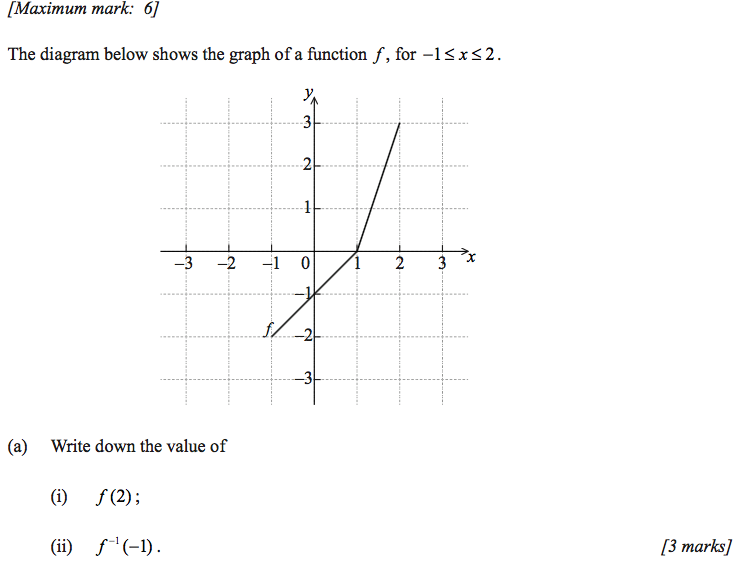 [Maximum mark: 6]
The diagram below shows the graph of a function f, for −1 ≤ x ≤ 2.
y
3
2
1
−3 −2 −1 0 1 2 3 x
−1
f −2
−3
(a) Write down the value of
(i) f (2);
(ii) f⁻¹(−1). [3 marks]